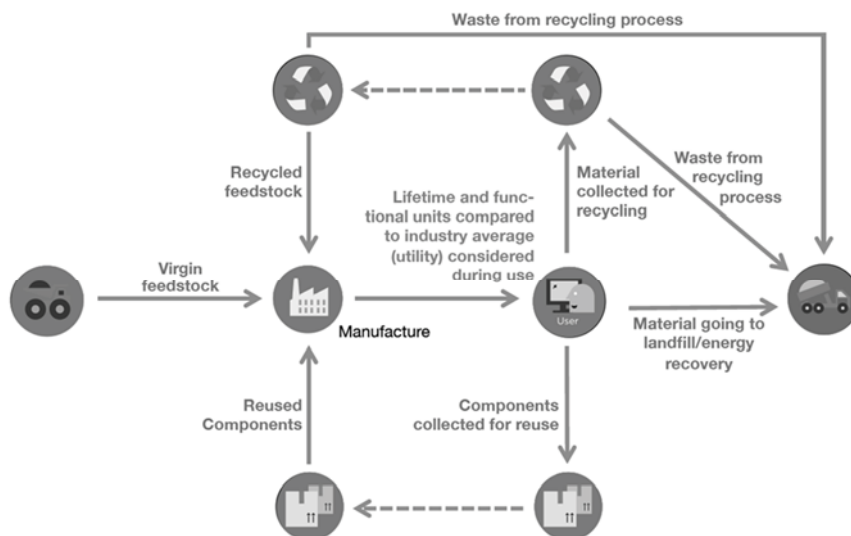 Waste from recycling process
Recycled
feedstock
Material
collected for
recycling
Waste from
recycling
process
Lifetime and func-
tional units compared
to industry average
(utility) considered
during use
Virgin
feedstock
Manufacture
User
Material going to
landfill/energy
recovery
Reused
Components
Components
collected for reuse